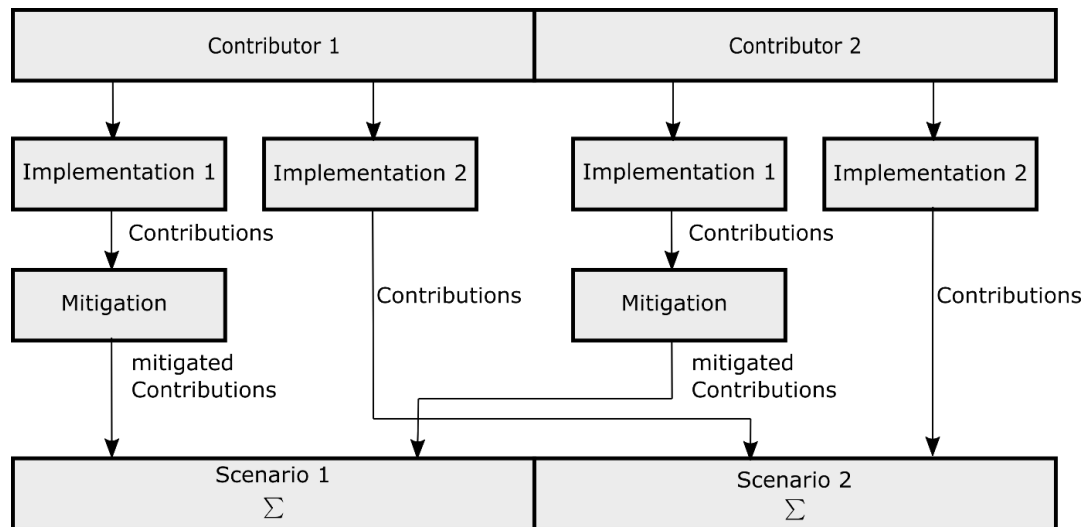 Contributor 1
Contributor 2
Implementation 1
Implementation 2
Implementation 1
Implementation 2
Contributions
Contributions
Mitigation
Contributions
Mitigation
Contributions
mitigated
Contributions
mitigated
Contributions
Scenario 1
∑
Scenario 2
∑